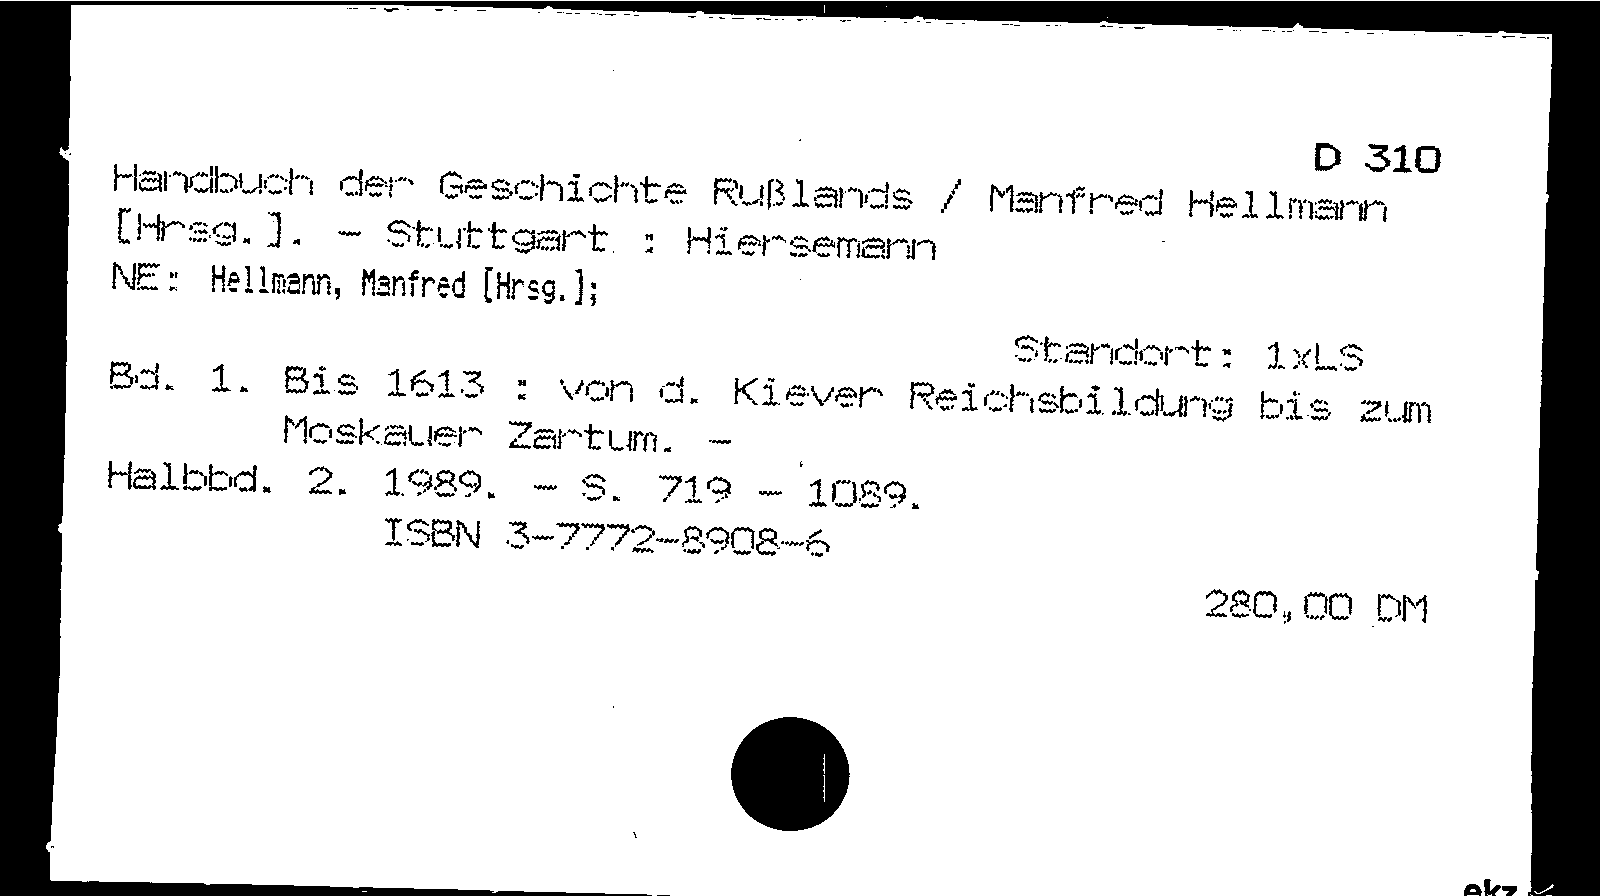 D 310
Handbuch der Geschichte Rußlands / Manfred Hellmann
[Hrsg.]. - Stuttgart : Hiersemann
NE: Hellmann, Manfred [Hrsg.];
Standort: 1xLS
Bd. 1. Bis 1613 : von d. Kiever Reichsbildung bis zum
Moskauer Zartum. -
Halbbd. 2. 1989. - S. 719 - 1089.
ISBN 3-7772-8908-6
280,00 DM
ekz